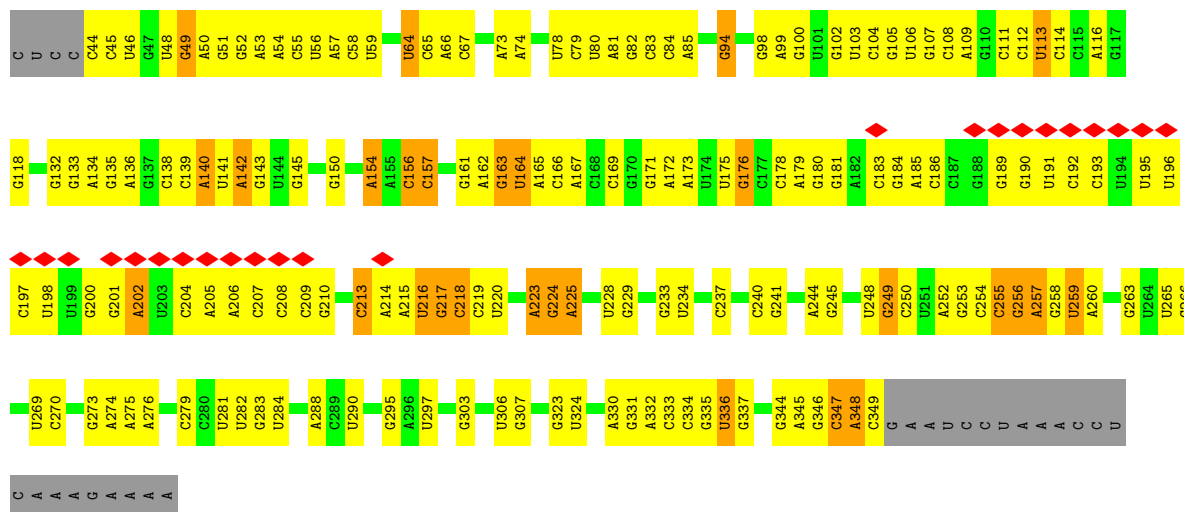 C U C C C44 C45 U46 G47 U48 G49 A50 G51 G52 A53 A54 C55 U56 A57 C58 U59 U64 C65 A66 C67 A73 A74 U78 C79 U80 A81 G82 C83 C84 A85 G94 G98 A99 G100 U101 G102 U103 C104 G105 U106 G107 C108 A109 G110 C111 C112 U113 C114 C115 A116 G117
G118 G132 G133 A134 G135 A136 G137 C138 C139 A140 U141 A142 G143 U144 G145 G150 A154 A155 C156 C157 G161 A162 G163 U164 A165 C166 A167 C168 C169 G170 G171 A172 A173 U174 U175 G176 C177 C178 A179 G180 G181 A182 C183 G184 A185 C186 C187 G188 G189 G190 U191 C192 C193 U194 U195 U196
C197 U198 U199 G200 G201 A202 U203 C204 A205 A206 C207 C208 C209 G210 C213 A214 A215 U216 G217 C218 C219 U220 A223 G224 A225 U228 G229 G233 U234 C237 C240 G241 A244 G245 U248 G249 C250 U251 A252 G253 C254 C255 G256 A257 G258 U259 A260 G263 U264 U265 G266
U269 C270 G273 A274 A275 A276 C279 C280 U281 U282 G283 U284 A288 C289 U290 G295 A296 U297 G303 U306 G307 G323 U324 A330 G331 A332 C333 C334 G335 U336 G337 G344 A345 G346 C347 A348 C349 G A A U C C U A A A C C U
C A A A G A A A A